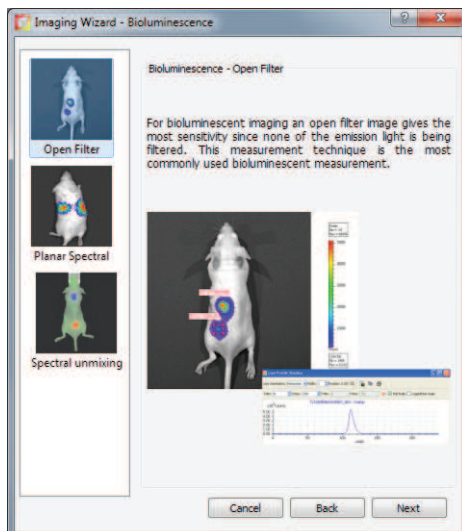 Imaging Wizard - Bioluminescence
Open Filter
Planar Spectral
Spectral unmixing
Bioluminescence - Open Filter
For bioluminescent imaging an open filter image gives the
most sensitivity since none of the emission light is being
filtered. This measurement technique is the most
commonly used bioluminescent measurement.
Cancel
Back
Next